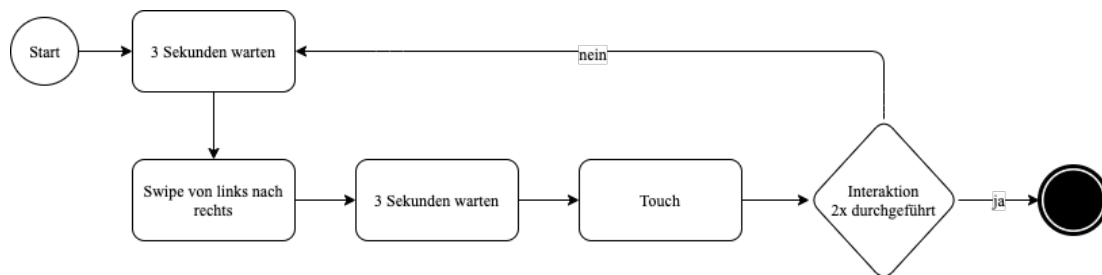 Start
3 Sekunden warten
nein
Swipe von links nach
rechts
3 Sekunden warten
Touch
Interaktion
2x durchgeführt
ja